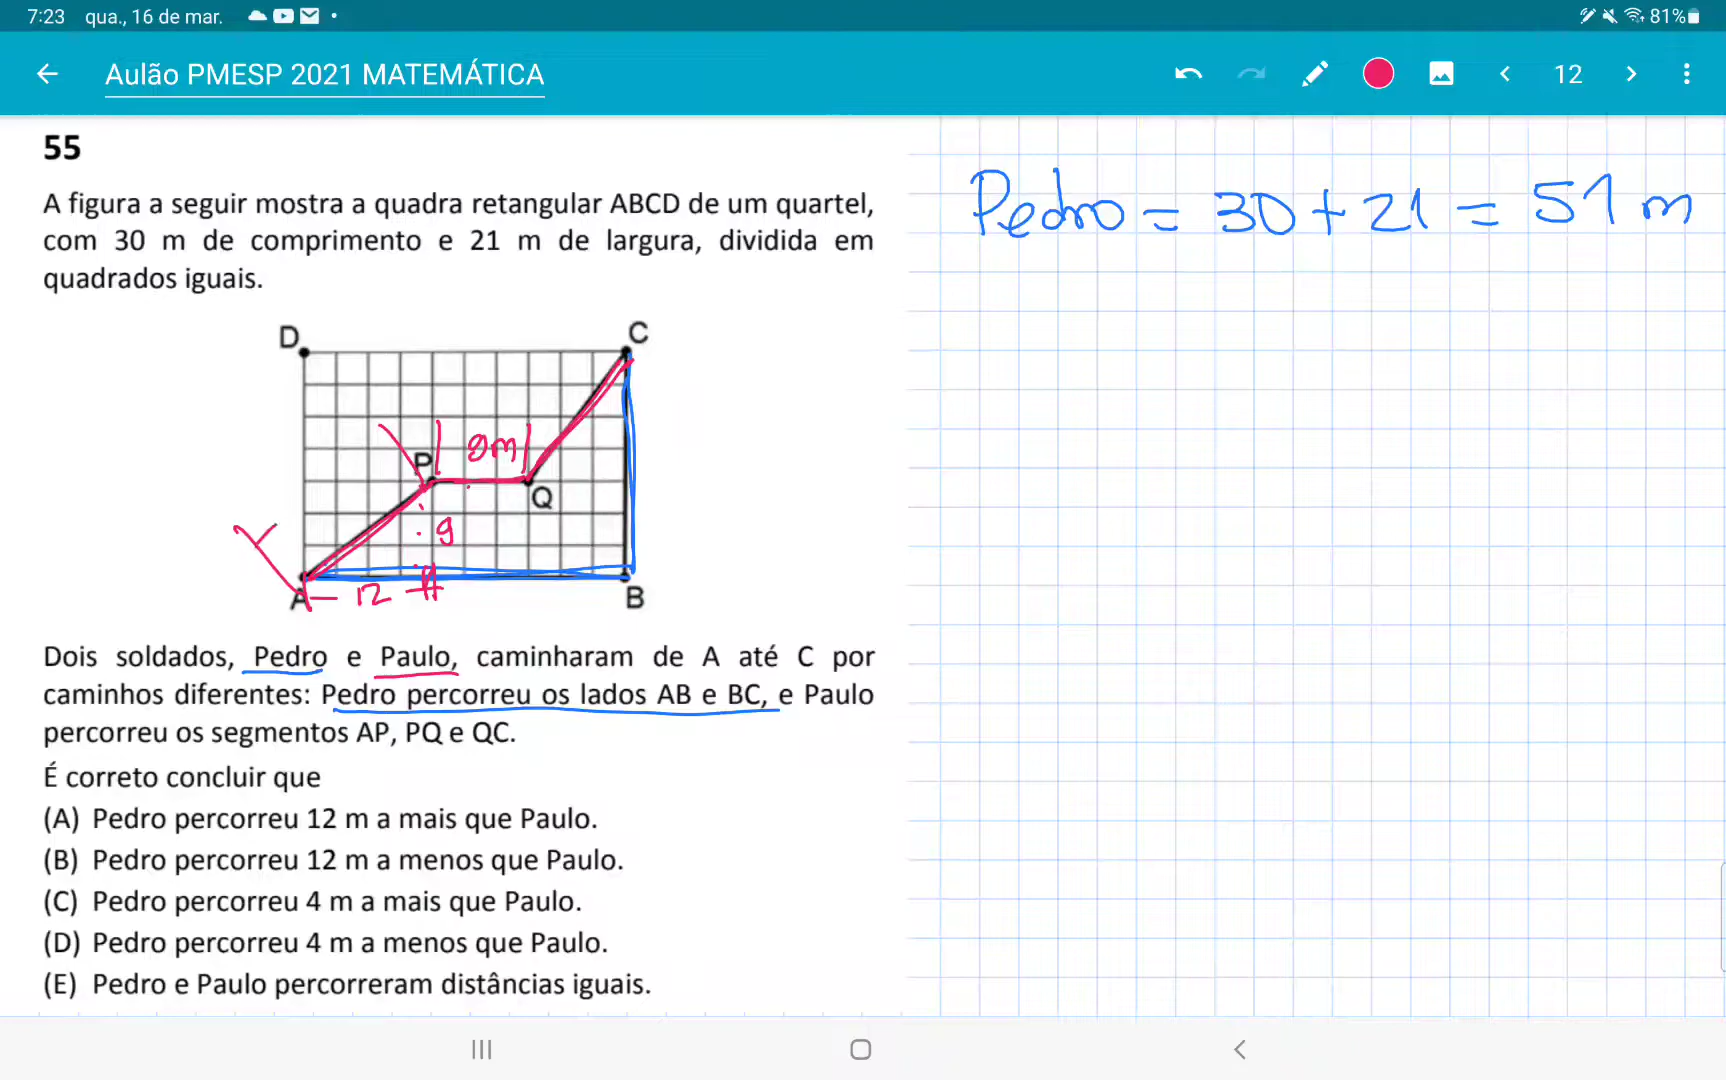 7:23 qua., 16 de mar.
81%
Aulão PMESP 2021 MATEMÁTICA
12
55
A figura a seguir mostra a quadra retangular ABCD de um quartel,
com 30 m de comprimento e 21 m de largura, dividida em
quadrados iguais.
D
C
P
9m
Q
9
A
12
B
Dois soldados, Pedro e Paulo, caminharam de A até C por
caminhos diferentes: Pedro percorreu os lados AB e BC, e Paulo
percorreu os segmentos AP, PQ e QC.
É correto concluir que
(A) Pedro percorreu 12 m a mais que Paulo.
(B) Pedro percorreu 12 m a menos que Paulo.
(C) Pedro percorreu 4 m a mais que Paulo.
(D) Pedro percorreu 4 m a menos que Paulo.
(E) Pedro e Paulo percorreram distâncias iguais.
Pedro = 30 + 21 = 51 m